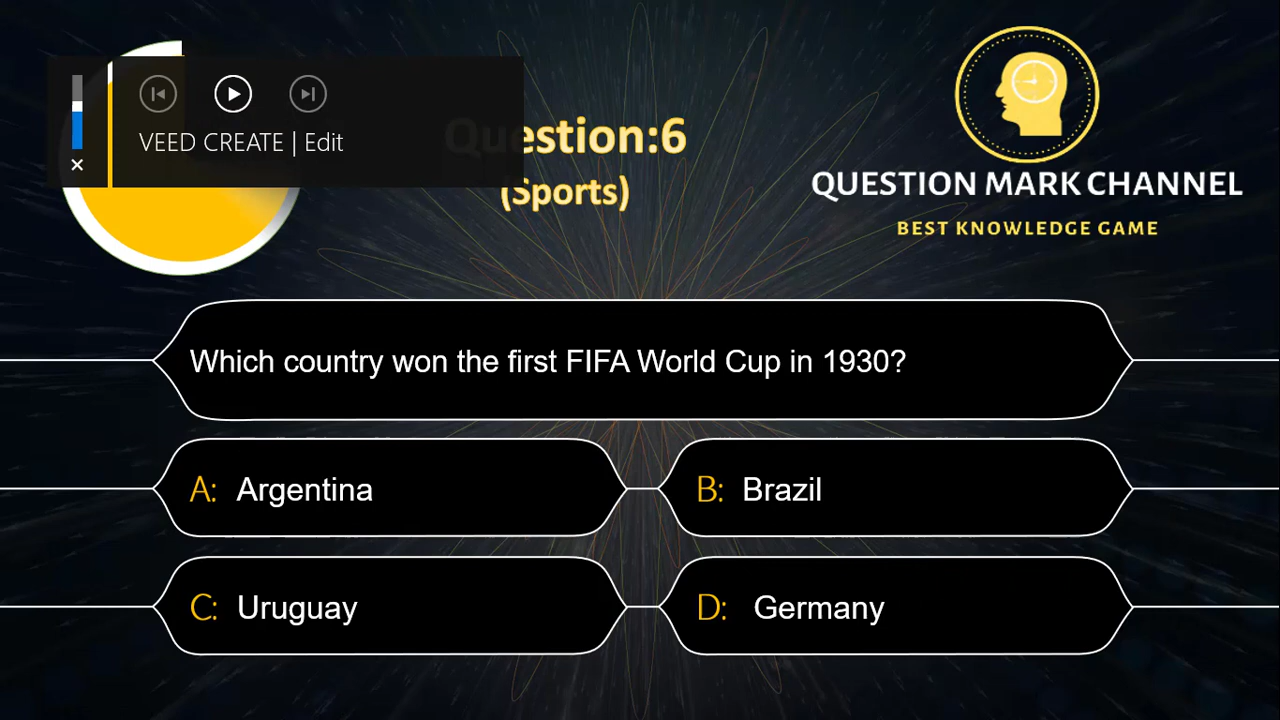 VEED CREATE | Edit
Question:6
(Sports)
QUESTION MARK CHANNEL
BEST KNOWLEDGE GAME
Which country won the first FIFA World Cup in 1930?
A: Argentina
B: Brazil
C: Uruguay
D: Germany